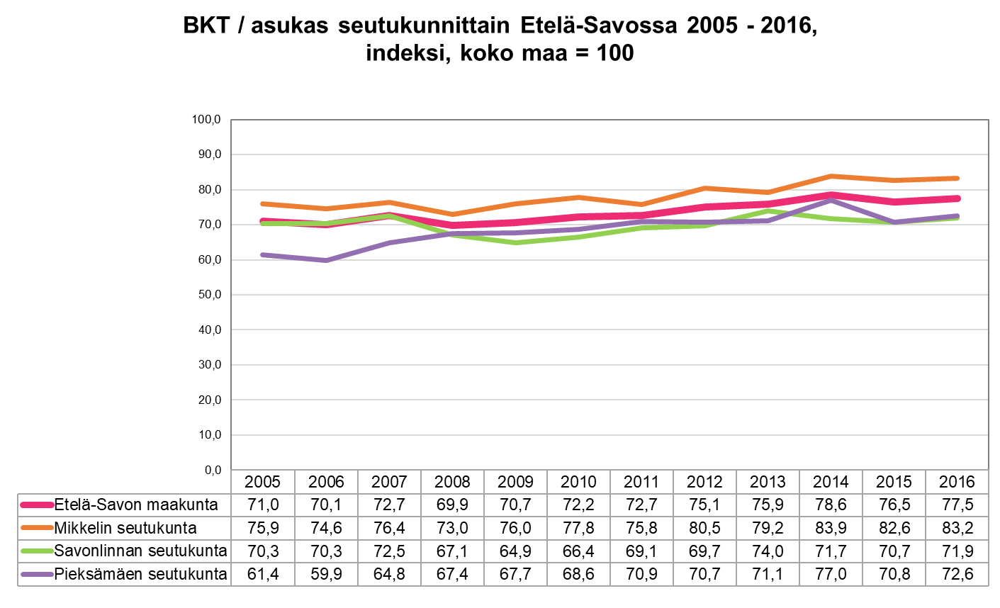 BKT / asukas seutukunnittain Etelä-Savossa 2005 - 2016,
indeksi, koko maa = 100
100,0
90,0
80,0
70,0
60,0
50,0
40,0
30,0
20,0
10,0
0,0
2005 2006 2007 2008 2009 2010 2011 2012 2013 2014 2015 2016
Etelä-Savon maakunta 71,0 70,1 72,7 69,9 70,7 72,2 72,7 75,1 75,9 78,6 76,5 77,5
Mikkelin seutukunta 75,9 74,6 76,4 73,0 76,0 77,8 75,8 80,5 79,2 83,9 82,6 83,2
Savonlinnan seutukunta 70,3 70,3 72,5 67,1 64,9 66,4 69,1 69,7 74,0 71,7 70,7 71,9
Pieksämäen seutukunta 61,4 59,9 64,8 67,4 67,7 68,6 70,9 70,7 71,1 77,0 70,8 72,6